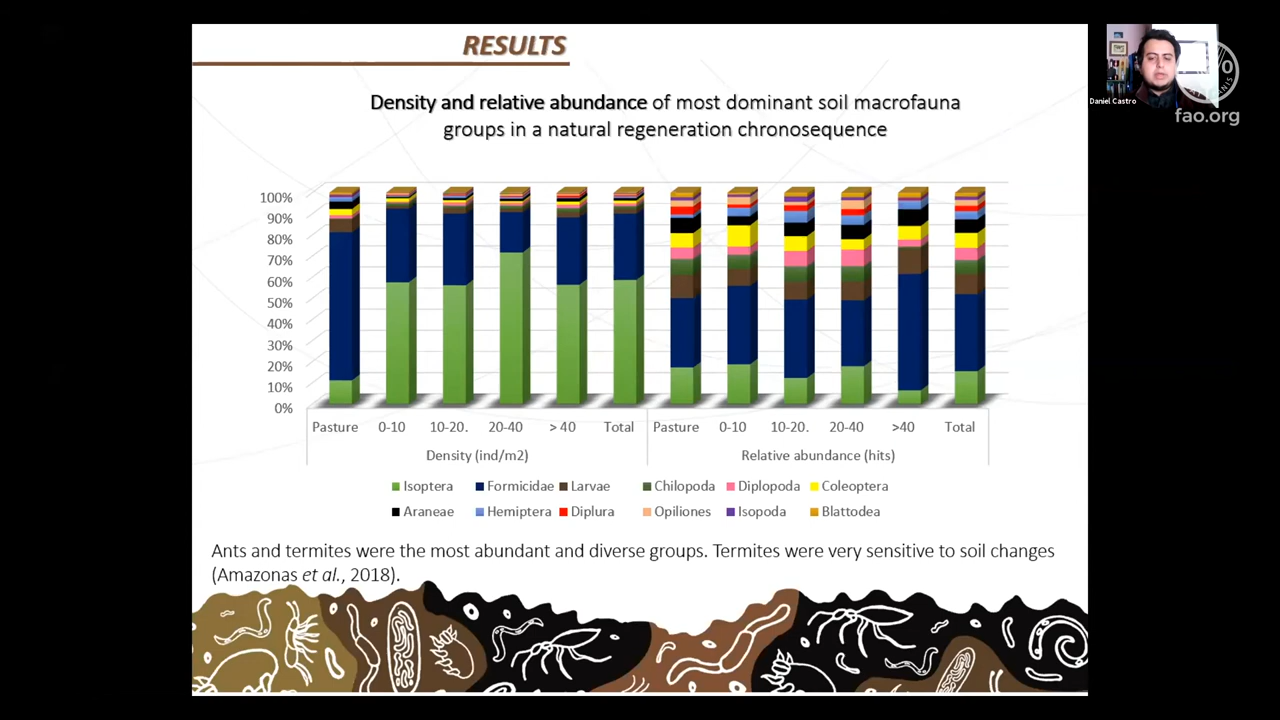 RESULTS
Density and relative abundance of most dominant soil macrofauna
groups in a natural regeneration chronosequence
100%
90%
80%
70%
60%
50%
40%
30%
20%
10%
0%
Pasture 0-10 10-20. 20-40 > 40 Total Pasture 0-10 10-20. 20-40 >40 Total
Density (ind/m2) Relative abundance (hits)
Isoptera Formicidae Larvae Chilopoda Diplopoda Coleoptera
Araneae Hemiptera Diplura Opiliones Isopoda Blattodea
Ants and termites were the most abundant and diverse groups. Termites were very sensitive to soil changes
(Amazonas et al., 2018).
Daniel Castro
fao.org